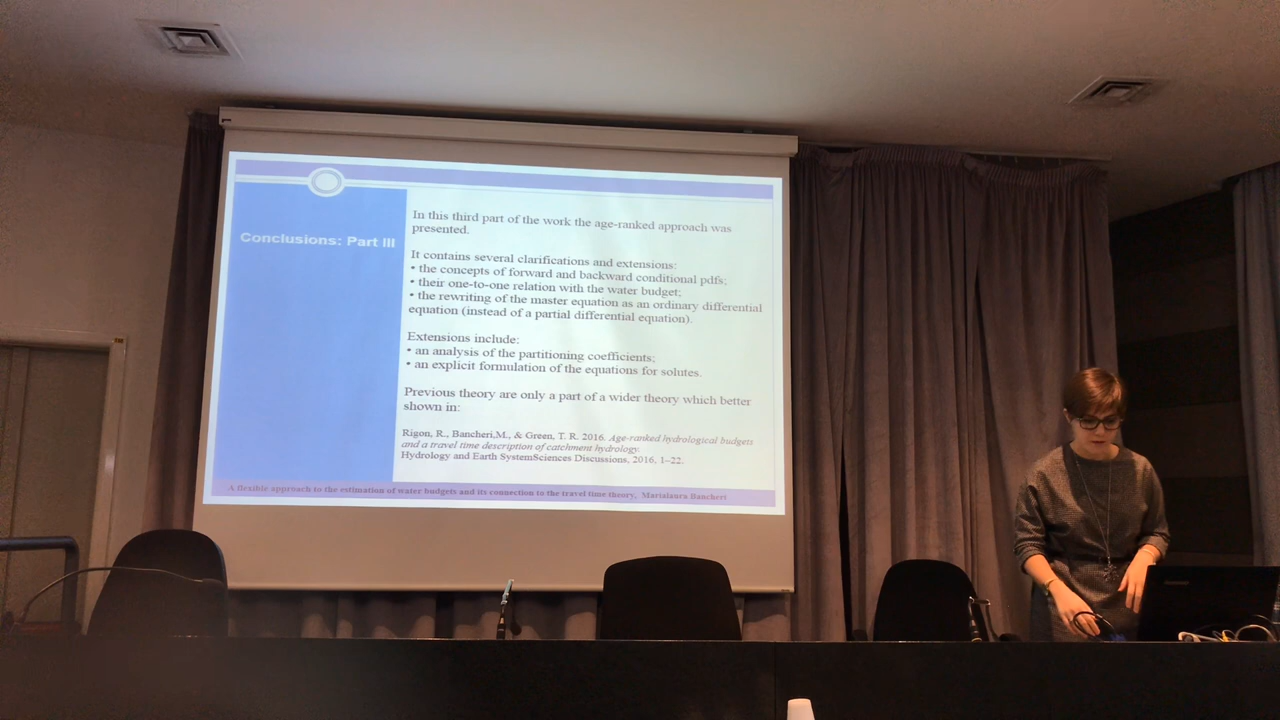 Conclusions: Part III
In this third part of the work the age-ranked approach was
presented.
It contains several clarifications and extensions:
• the concepts of forward and backward conditional pdfs;
• their one-to-one relation with the water budget;
• the rewriting of the master equation as an ordinary differential
equation (instead of a partial differential equation).
Extensions include:
• an analysis of the partitioning coefficients;
• an explicit formulation of the equations for solutes.
Previous theory are only a part of a wider theory which better
shown in:
Rigon, R., Bancheri,M., & Green, T. R. 2016. Age-ranked hydrological budgets
and a travel time description of catchment hydrology.
Hydrology and Earth SystemSciences Discussions, 2016, 1–22.
A flexible approach to the estimation of water budgets and its connection to the travel time theory, Marialaura Bancheri